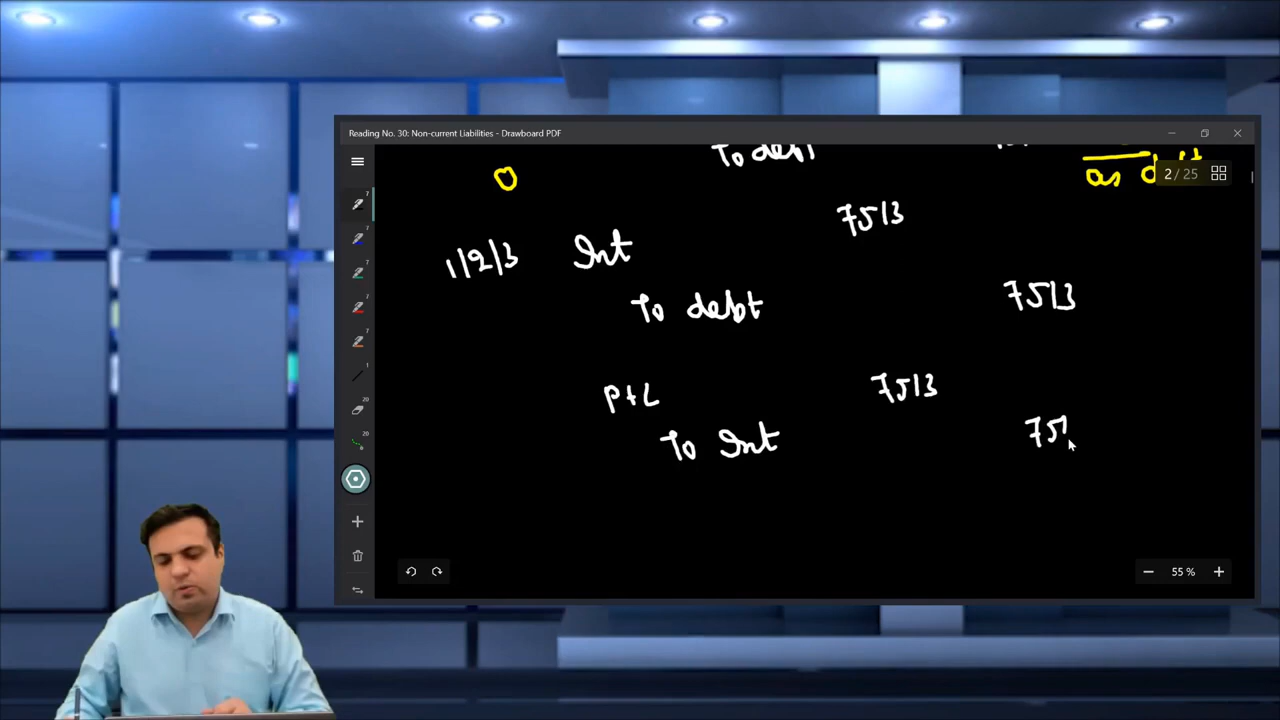 Reading No. 30: Non-current Liabilities - Drawboard PDF
To debt
0
as
2 / 25
7513
1/2/3 Int
To debt 7513
P+L 7513
To Int 751
55 %